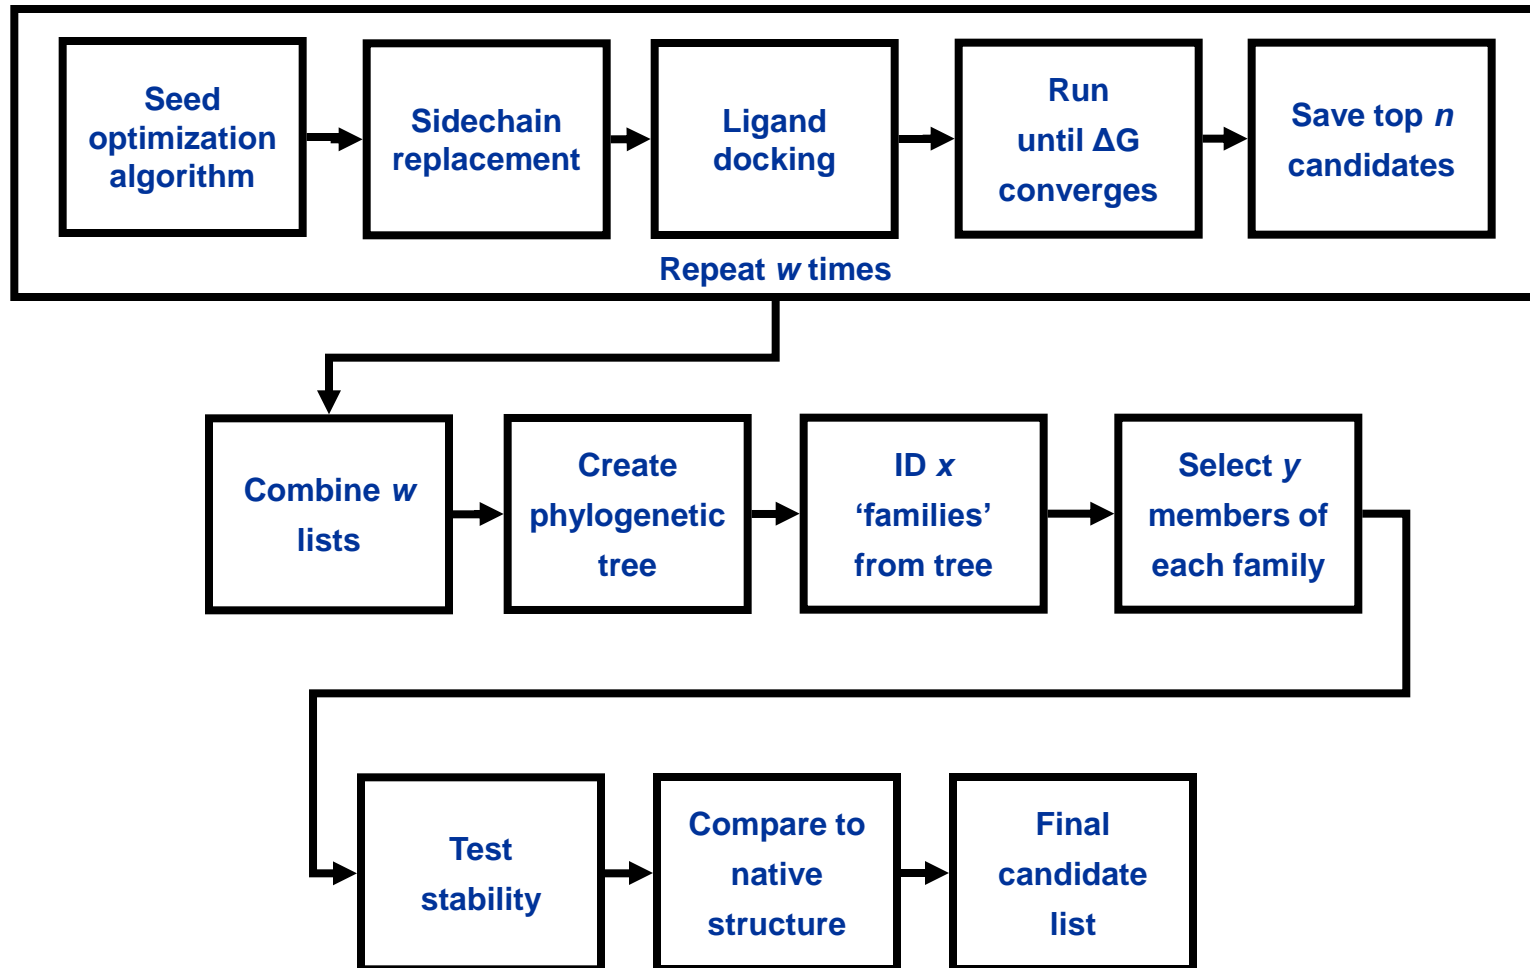 Seed
optimization
algorithm
Sidechain
replacement
Ligand
docking
Run
until ΔG
converges
Save top n
candidates
Repeat w times
Combine w
lists
Create
phylogenetic
tree
ID x
‘families’
from tree
Select y
members of
each family
Test
stability
Compare to
native
structure
Final
candidate
list